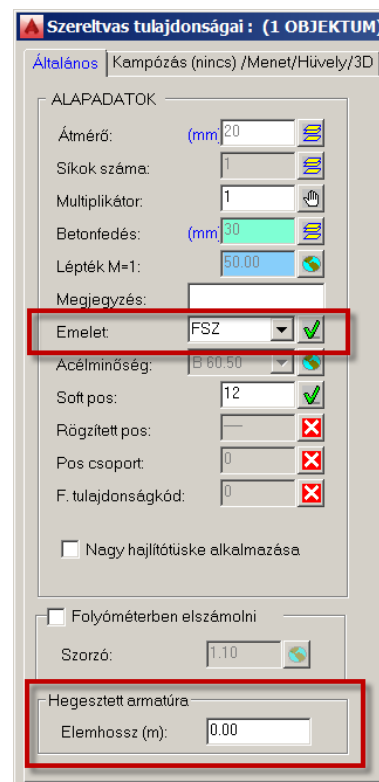 Szereltvas tulajdonságai : (1 OBJEKTUM)
Általános Kampózás (nincs) /Menet/Hüvely/3D
ALAPADATOK
Átmérő: (mm) 20
Síkok száma: 1
Multiplikátor: 1
Betonfedés: (mm) 30
Lépték M=1: 50.00
Megjegyzés:
Emelet: FSZ
Acélminőség: B 60.50
Soft pos: 12
Rögzített pos: —
Pos csoport: 0
F. tulajdonságkód: 0
Nagy hajlítótüske alkalmazása
Folyóméterben elszámolni
Szorzó: 1.10
Hegesztett armatúra
Elemhossz (m): 0.00